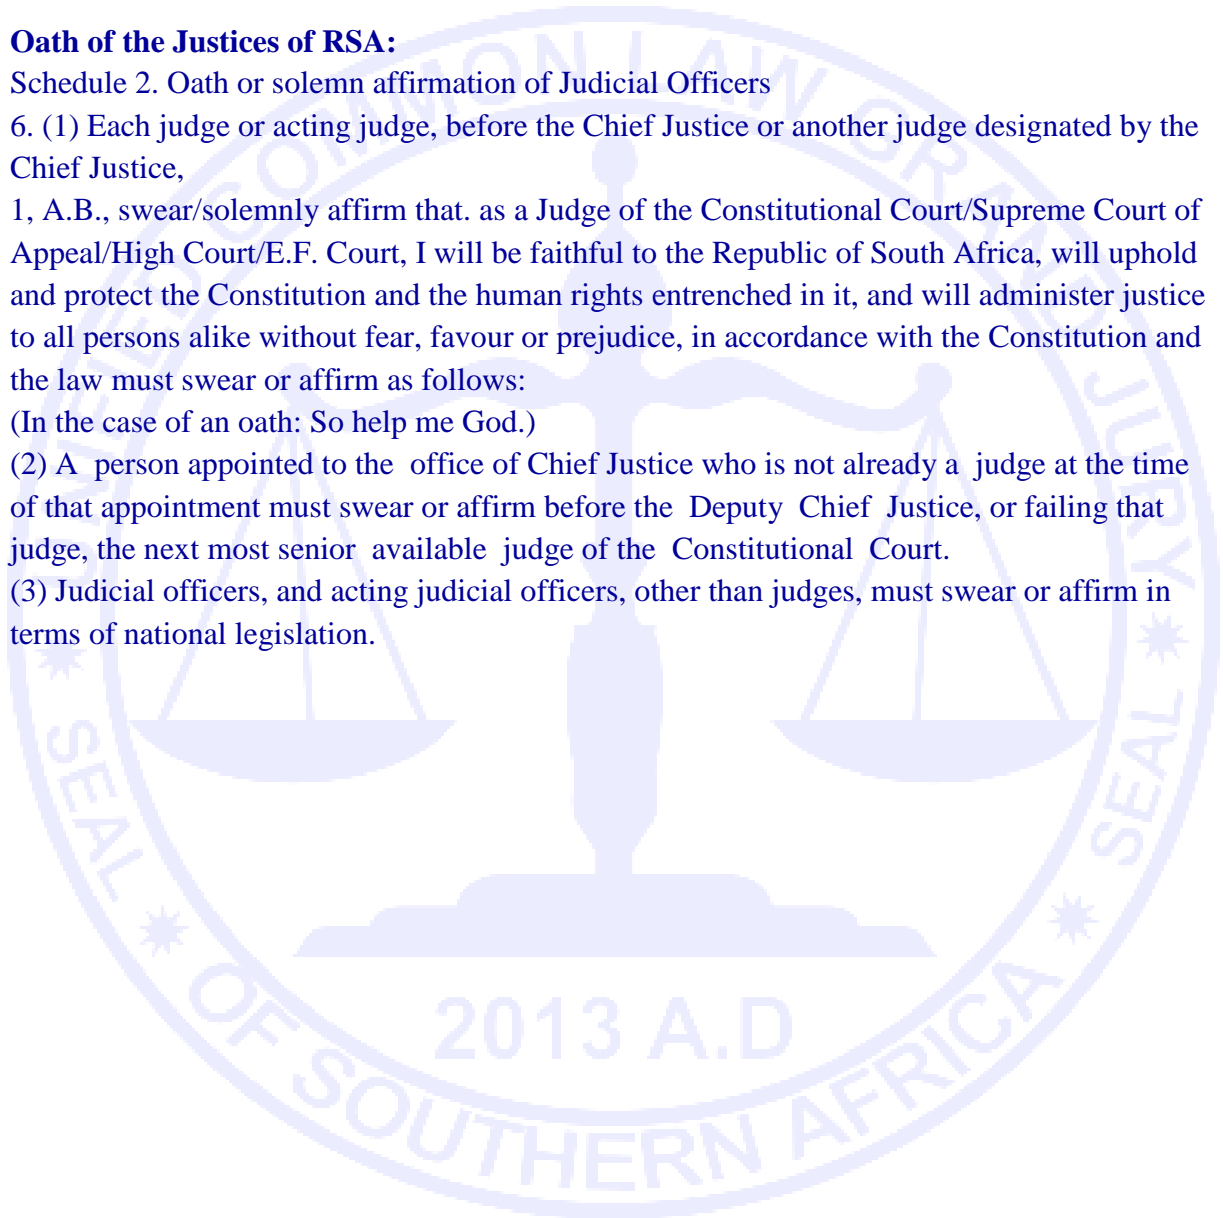 Oath of the Justices of RSA:
Schedule 2. Oath or solemn affirmation of Judicial Officers
6. (1) Each judge or acting judge, before the Chief Justice or another judge designated by the
Chief Justice,
1, A.B., swear/solemnly affirm that. as a Judge of the Constitutional Court/Supreme Court of
Appeal/High Court/E.F. Court, I will be faithful to the Republic of South Africa, will uphold
and protect the Constitution and the human rights entrenched in it, and will administer justice
to all persons alike without fear, favour or prejudice, in accordance with the Constitution and
the law must swear or affirm as follows:
(In the case of an oath: So help me God.)
(2) A person appointed to the office of Chief Justice who is not already a judge at the time
of that appointment must swear or affirm before the Deputy Chief Justice, or failing that
judge, the next most senior available judge of the Constitutional Court.
(3) Judicial officers, and acting judicial officers, other than judges, must swear or affirm in
terms of national legislation.
UNIFIED COMMON LAW GRAND JURY
* SEAL * OF SOUTHERN AFRICA * SEAL *
2013 A.D